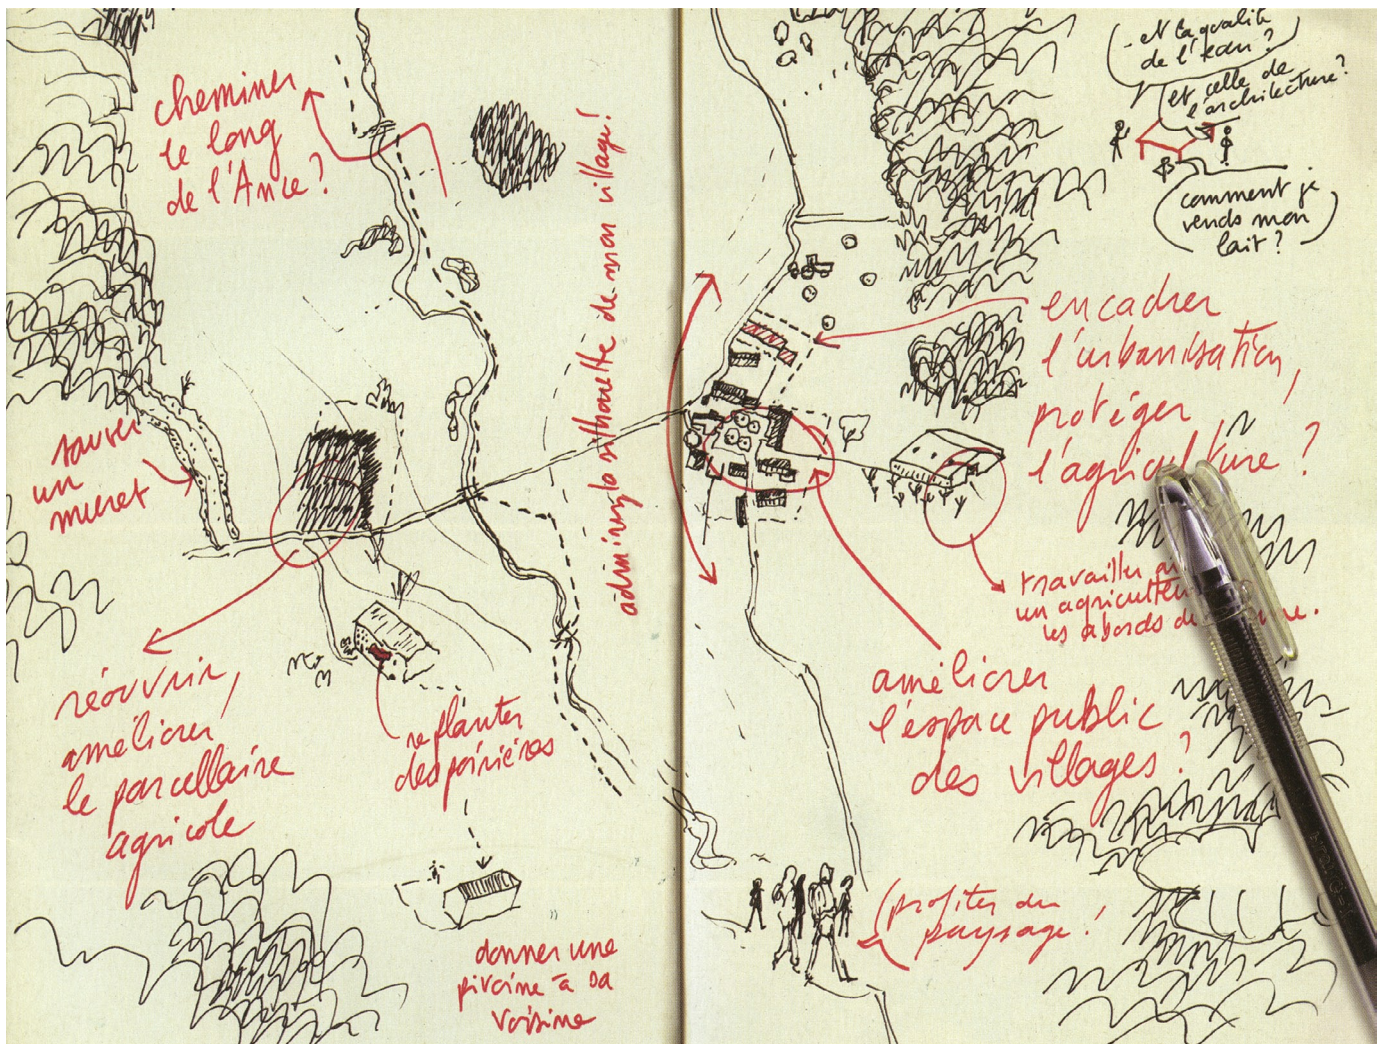 cheminer
le long
de l'Ance ?
admirer la silhouette de mon village !
sauver
un
muret
réouvrir,
améliorer
le parcellaire
agricole
replanter
des pivoines
donner une
pivoine à sa
voisine
- et la qualité
de l'eau ?
et celle de
l'architecture ?
comment je
vends mon
lait ?
encadrer
l'urbanisation,
protéger
l'agriculture ?
travailler
un agriculteur
les abords
améliorer
l'espace public
des villages ?
(profiter du
paysage !